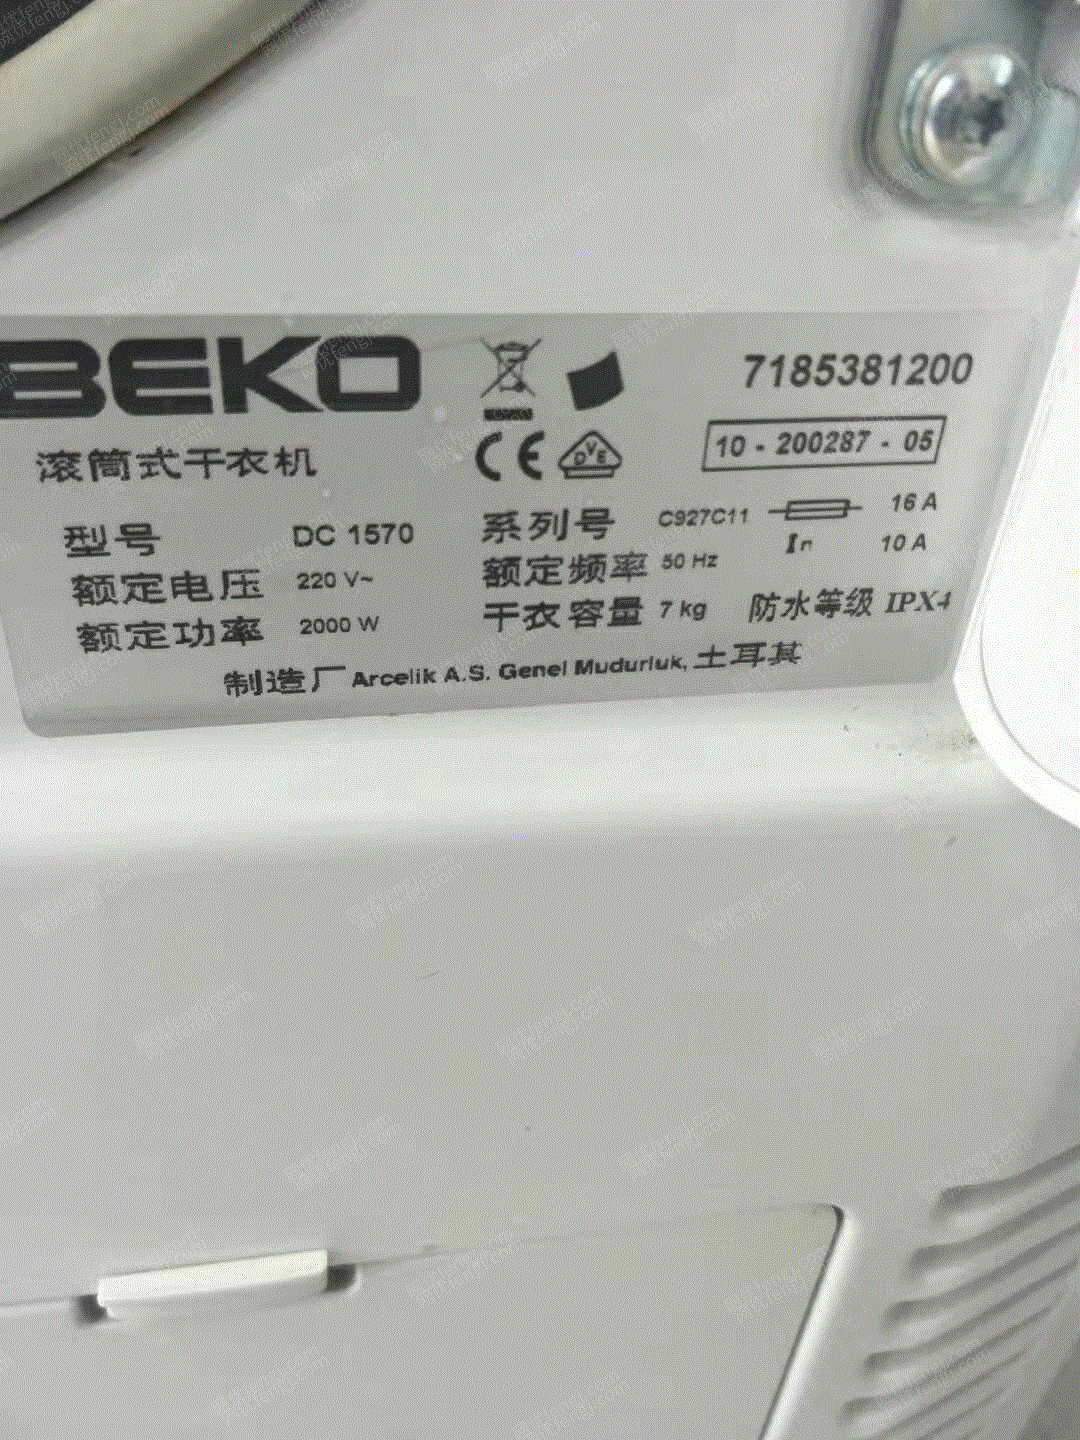 BEKO
7185381200
10 - 200287 - 05
滚筒式干衣机
CE
DVE
型号 DC 1570 系列号 C927C11 16 A
In 10 A
额定电压 220 V~ 额定频率 50 Hz
额定功率 2000 W 干衣容量 7 kg 防水等级 IPX4
制造厂 Arcelik A.S. Genel Mudurluk, 土耳其